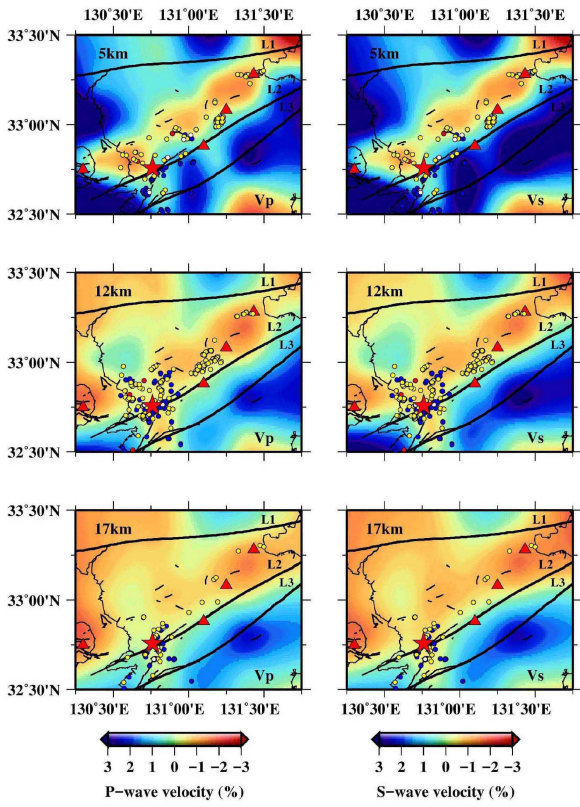 130˚30'E 131˚00'E 131˚30'E 130˚30'E 131˚00'E 131˚30'E
33˚30'N
5km L1 5km L1
L2 L2
L3 L3
33˚00'N
32˚30'N Vp Vs
33˚30'N
12km L1 12km L1
L2 L2
L3 L3
33˚00'N
32˚30'N Vp Vs
33˚30'N
17km L1 17km L1
L2 L2
L3 L3
33˚00'N
32˚30'N Vp Vs
130˚30'E 131˚00'E 131˚30'E 130˚30'E 131˚00'E 131˚30'E
3 2 1 0 −1 −2 −3 3 2 1 0 −1 −2 −3
P−wave velocity (%) S−wave velocity (%)